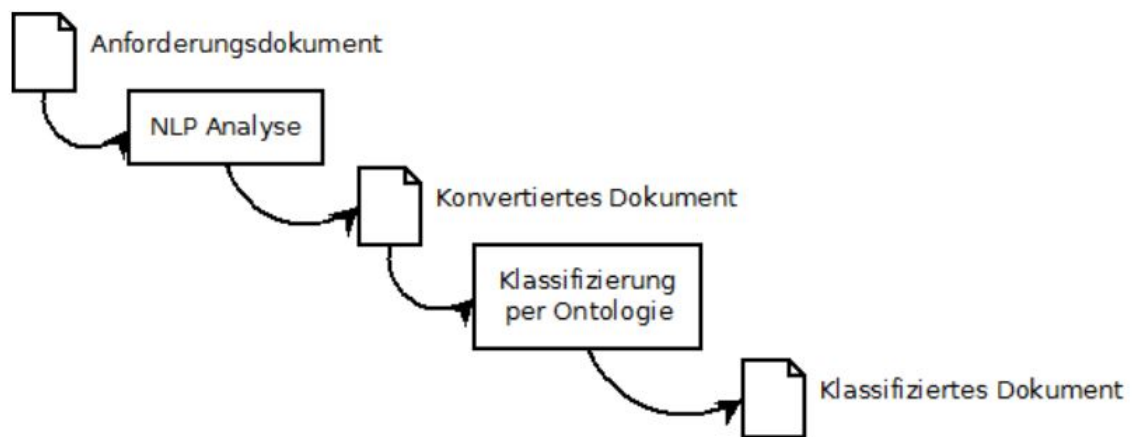 Anforderungsdokument
NLP Analyse
Konvertiertes Dokument
Klassifizierung
per Ontologie
Klassifiziertes Dokument